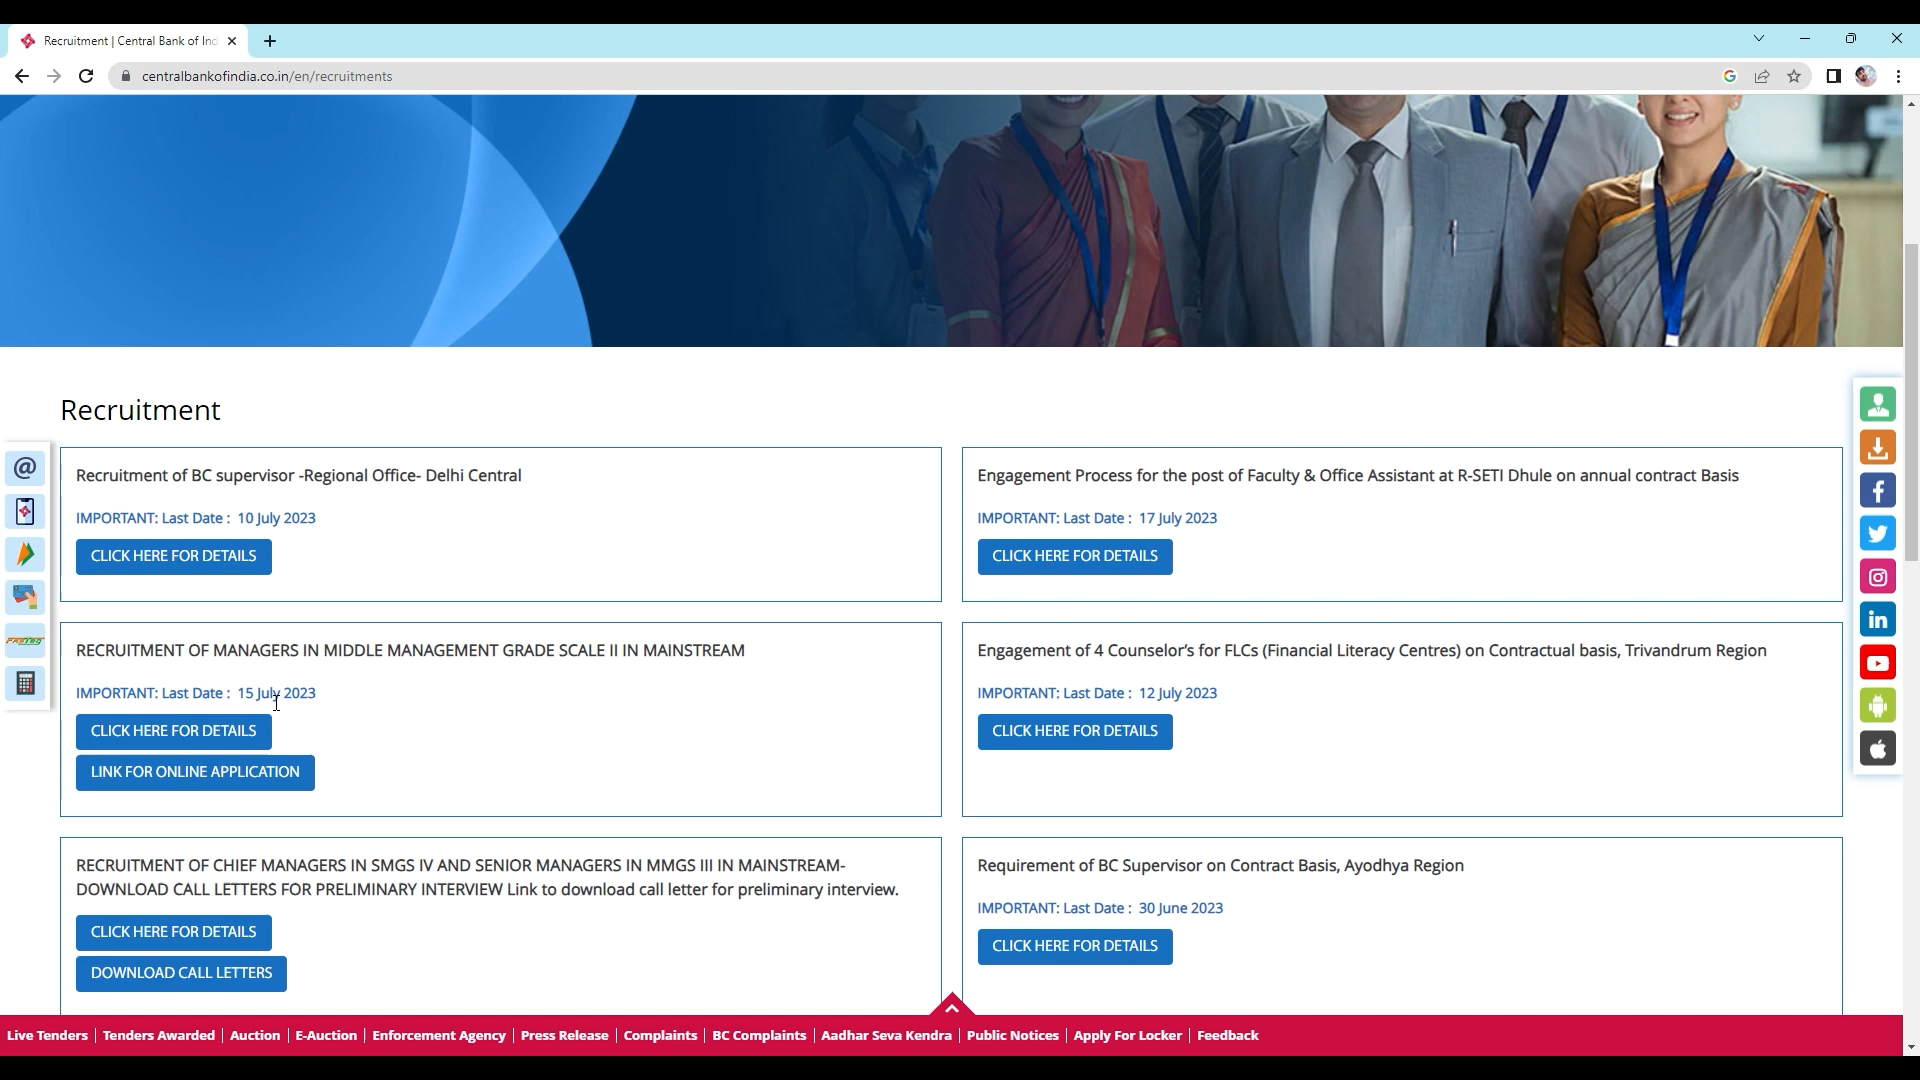 Recruitment | Central Bank of Ind
centralbankofindia.co.in/en/recruitments
Recruitment
Recruitment of BC supervisor -Regional Office- Delhi Central
IMPORTANT: Last Date : 10 July 2023
CLICK HERE FOR DETAILS
Engagement Process for the post of Faculty & Office Assistant at R-SETI Dhule on annual contract Basis
IMPORTANT: Last Date : 17 July 2023
CLICK HERE FOR DETAILS
RECRUITMENT OF MANAGERS IN MIDDLE MANAGEMENT GRADE SCALE II IN MAINSTREAM
IMPORTANT: Last Date : 15 July 2023
CLICK HERE FOR DETAILS
LINK FOR ONLINE APPLICATION
Engagement of 4 Counselor's for FLCs (Financial Literacy Centres) on Contractual basis, Trivandrum Region
IMPORTANT: Last Date : 12 July 2023
CLICK HERE FOR DETAILS
RECRUITMENT OF CHIEF MANAGERS IN SMGS IV AND SENIOR MANAGERS IN MMGS III IN MAINSTREAM-
DOWNLOAD CALL LETTERS FOR PRELIMINARY INTERVIEW Link to download call letter for preliminary interview.
CLICK HERE FOR DETAILS
DOWNLOAD CALL LETTERS
Requirement of BC Supervisor on Contract Basis, Ayodhya Region
IMPORTANT: Last Date : 30 June 2023
CLICK HERE FOR DETAILS
Live Tenders | Tenders Awarded | Auction | E-Auction | Enforcement Agency | Press Release | Complaints | BC Complaints | Aadhar Seva Kendra | Public Notices | Apply For Locker | Feedback